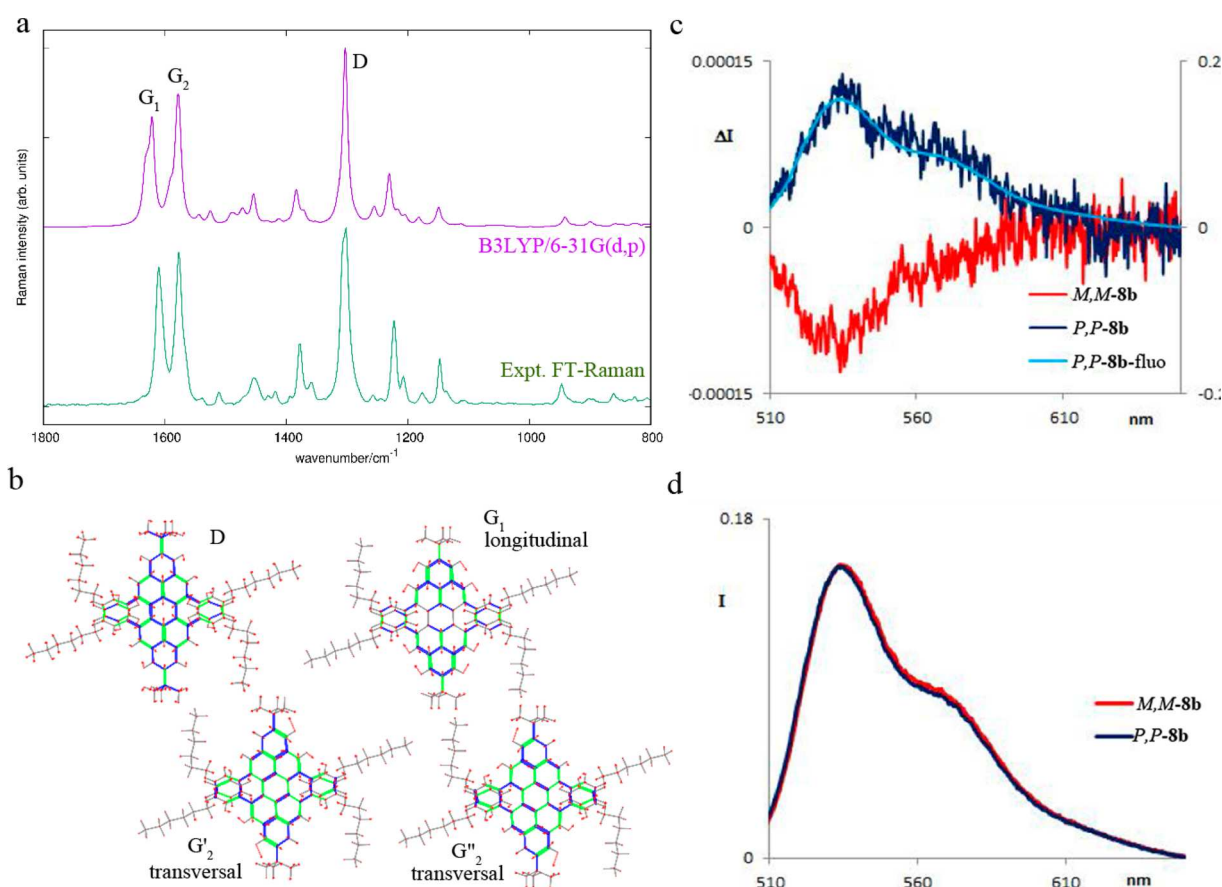 a
G1
G2
D
Raman intensity (arb. units)
B3LYP/6-31G(d,p)
Expt. FT-Raman
1800 1600 1400 1200 1000 800
wavenumber/cm-1
b
D
G1
longitudinal
G'2
transversal
G"2
transversal
c
0.00015
0.2
ΔI
0
0
M,M-8b
P,P-8b
P,P-8b-fluo
-0.00015
-0.2
510 560 610 nm
d
0.18
I
M,M-8b
P,P-8b
0
510 560 610 nm